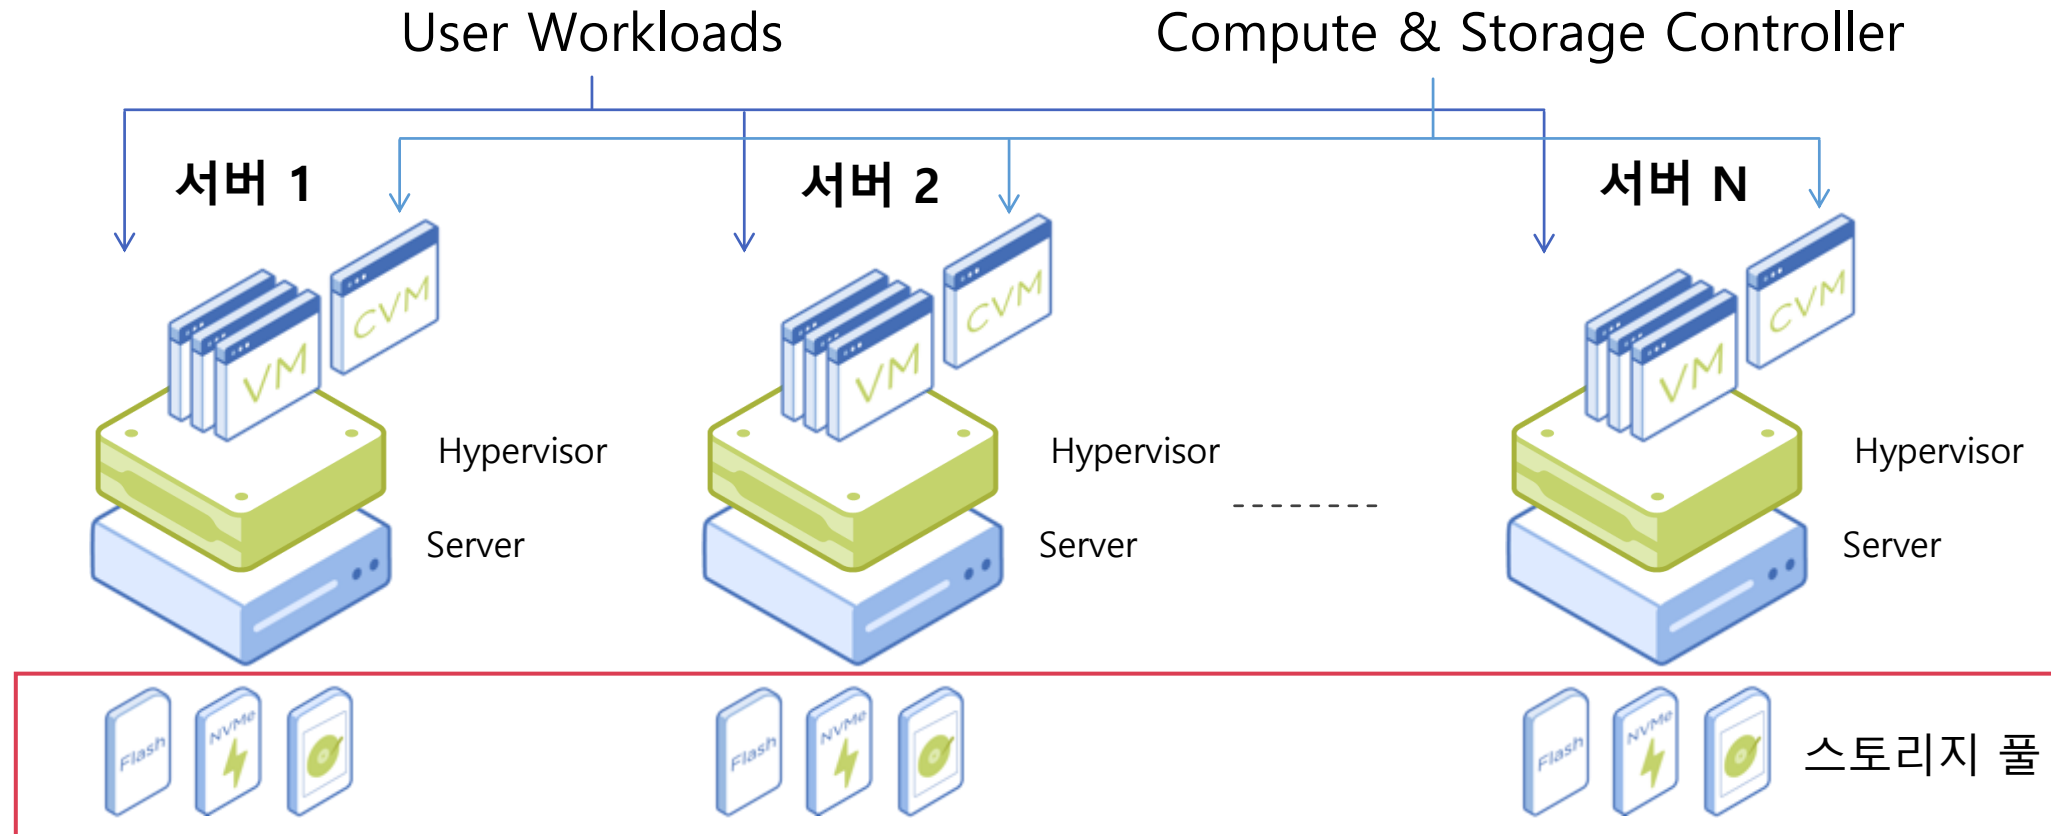 User Workloads
Compute & Storage Controller
서버 1
서버 2
서버 N
CVM
CVM
CVM
VM
VM
VM
Hypervisor
Hypervisor
Hypervisor
Server
Server
Server
Flash
NVMe
Flash
NVMe
Flash
NVMe
스토리지 풀